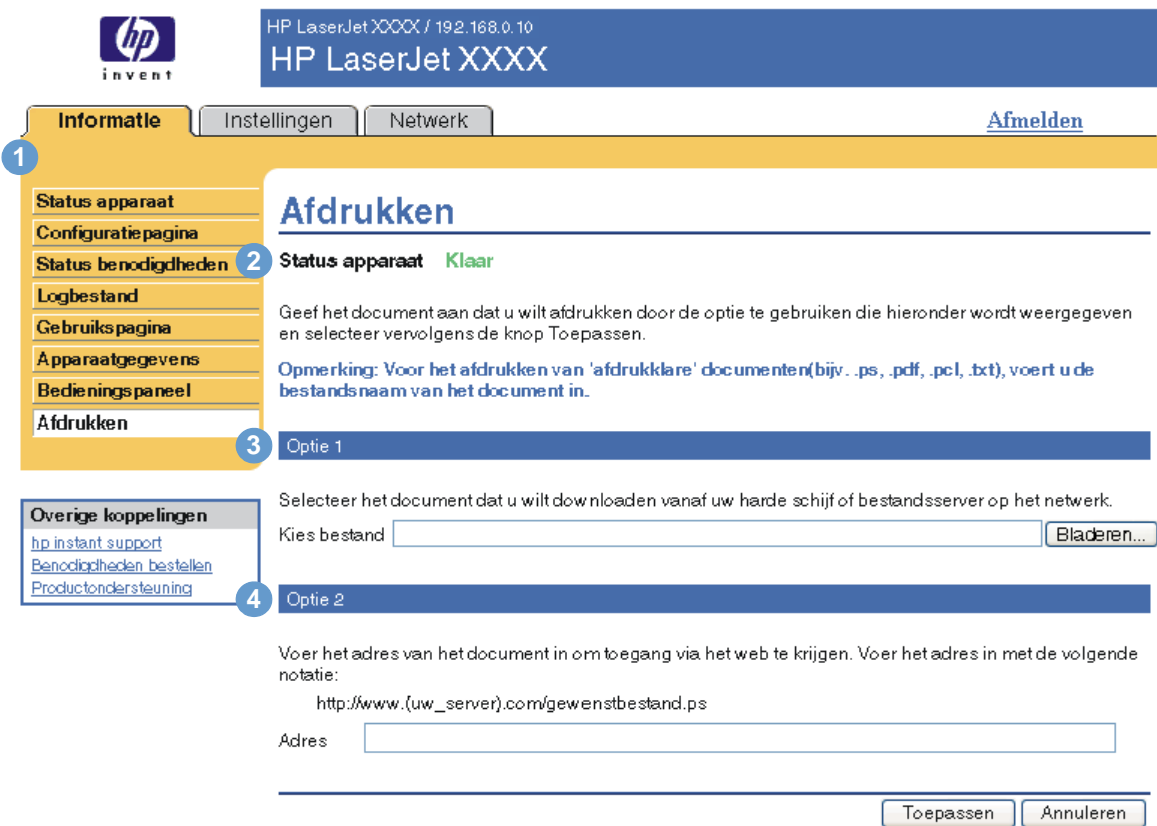 hp
invent
HP LaserJet XXXX / 192.168.0.10
HP LaserJet XXXX
Informatie
Instellingen
Netwerk
Afmelden
1
Status apparaat
Configuratiepagina
Status benodigdheden
Logbestand
Gebruikspagina
Apparaatgegevens
Bedieningspaneel
Afdrukken
Overige koppelingen
hp instant support
Benodigdheden bestellen
Productondersteuning
Afdrukken
2
Status apparaat Klaar
Geef het document aan dat u wilt afdrukken door de optie te gebruiken die hieronder wordt weergegeven
en selecteer vervolgens de knop Toepassen.
Opmerking: Voor het afdrukken van 'afdrukklare' documenten(bijv. .ps, .pdf, .pcl, .txt), voert u de
bestandsnaam van het document in.
3
Optie 1
Selecteer het document dat u wilt downloaden vanaf uw harde schijf of bestandsserver op het netwerk.
Kies bestand
Bladeren...
4
Optie 2
Voer het adres van het document in om toegang via het web te krijgen. Voer het adres in met de volgende
notatie:
http://www.(uw_server).com/gewenstbestand.ps
Adres
Toepassen
Annuleren